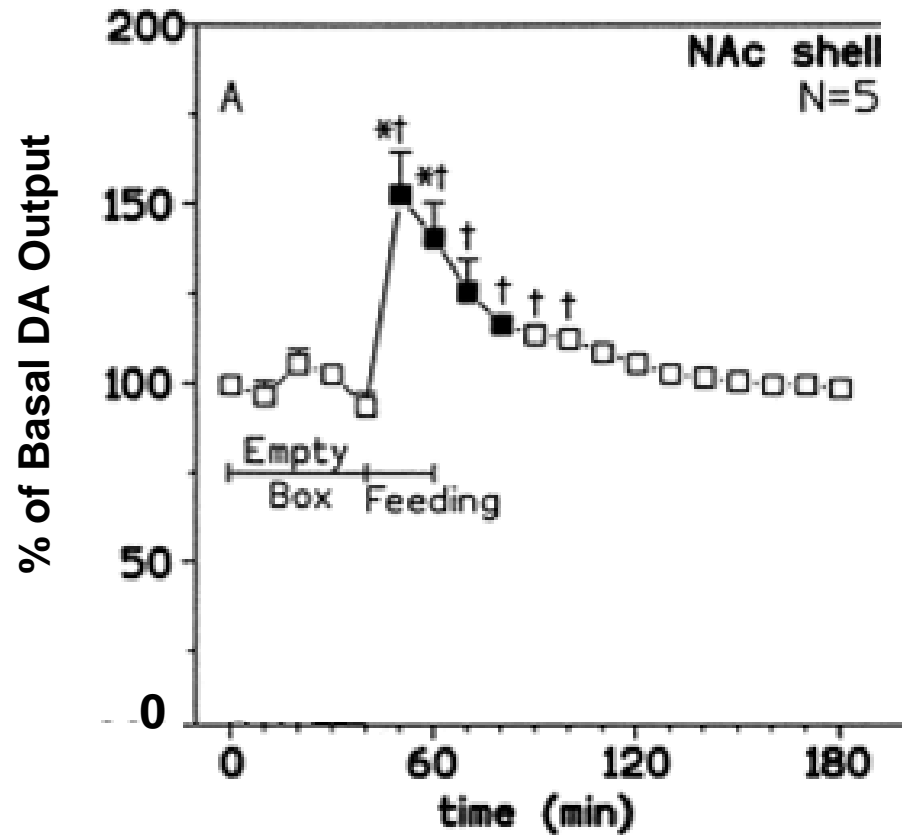 200
NAc shell
N=5
A
*†
*†
†
†
†
†
150
100
50
0
% of Basal DA Output
Empty
Box
Feeding
0
60
120
180
time (min)